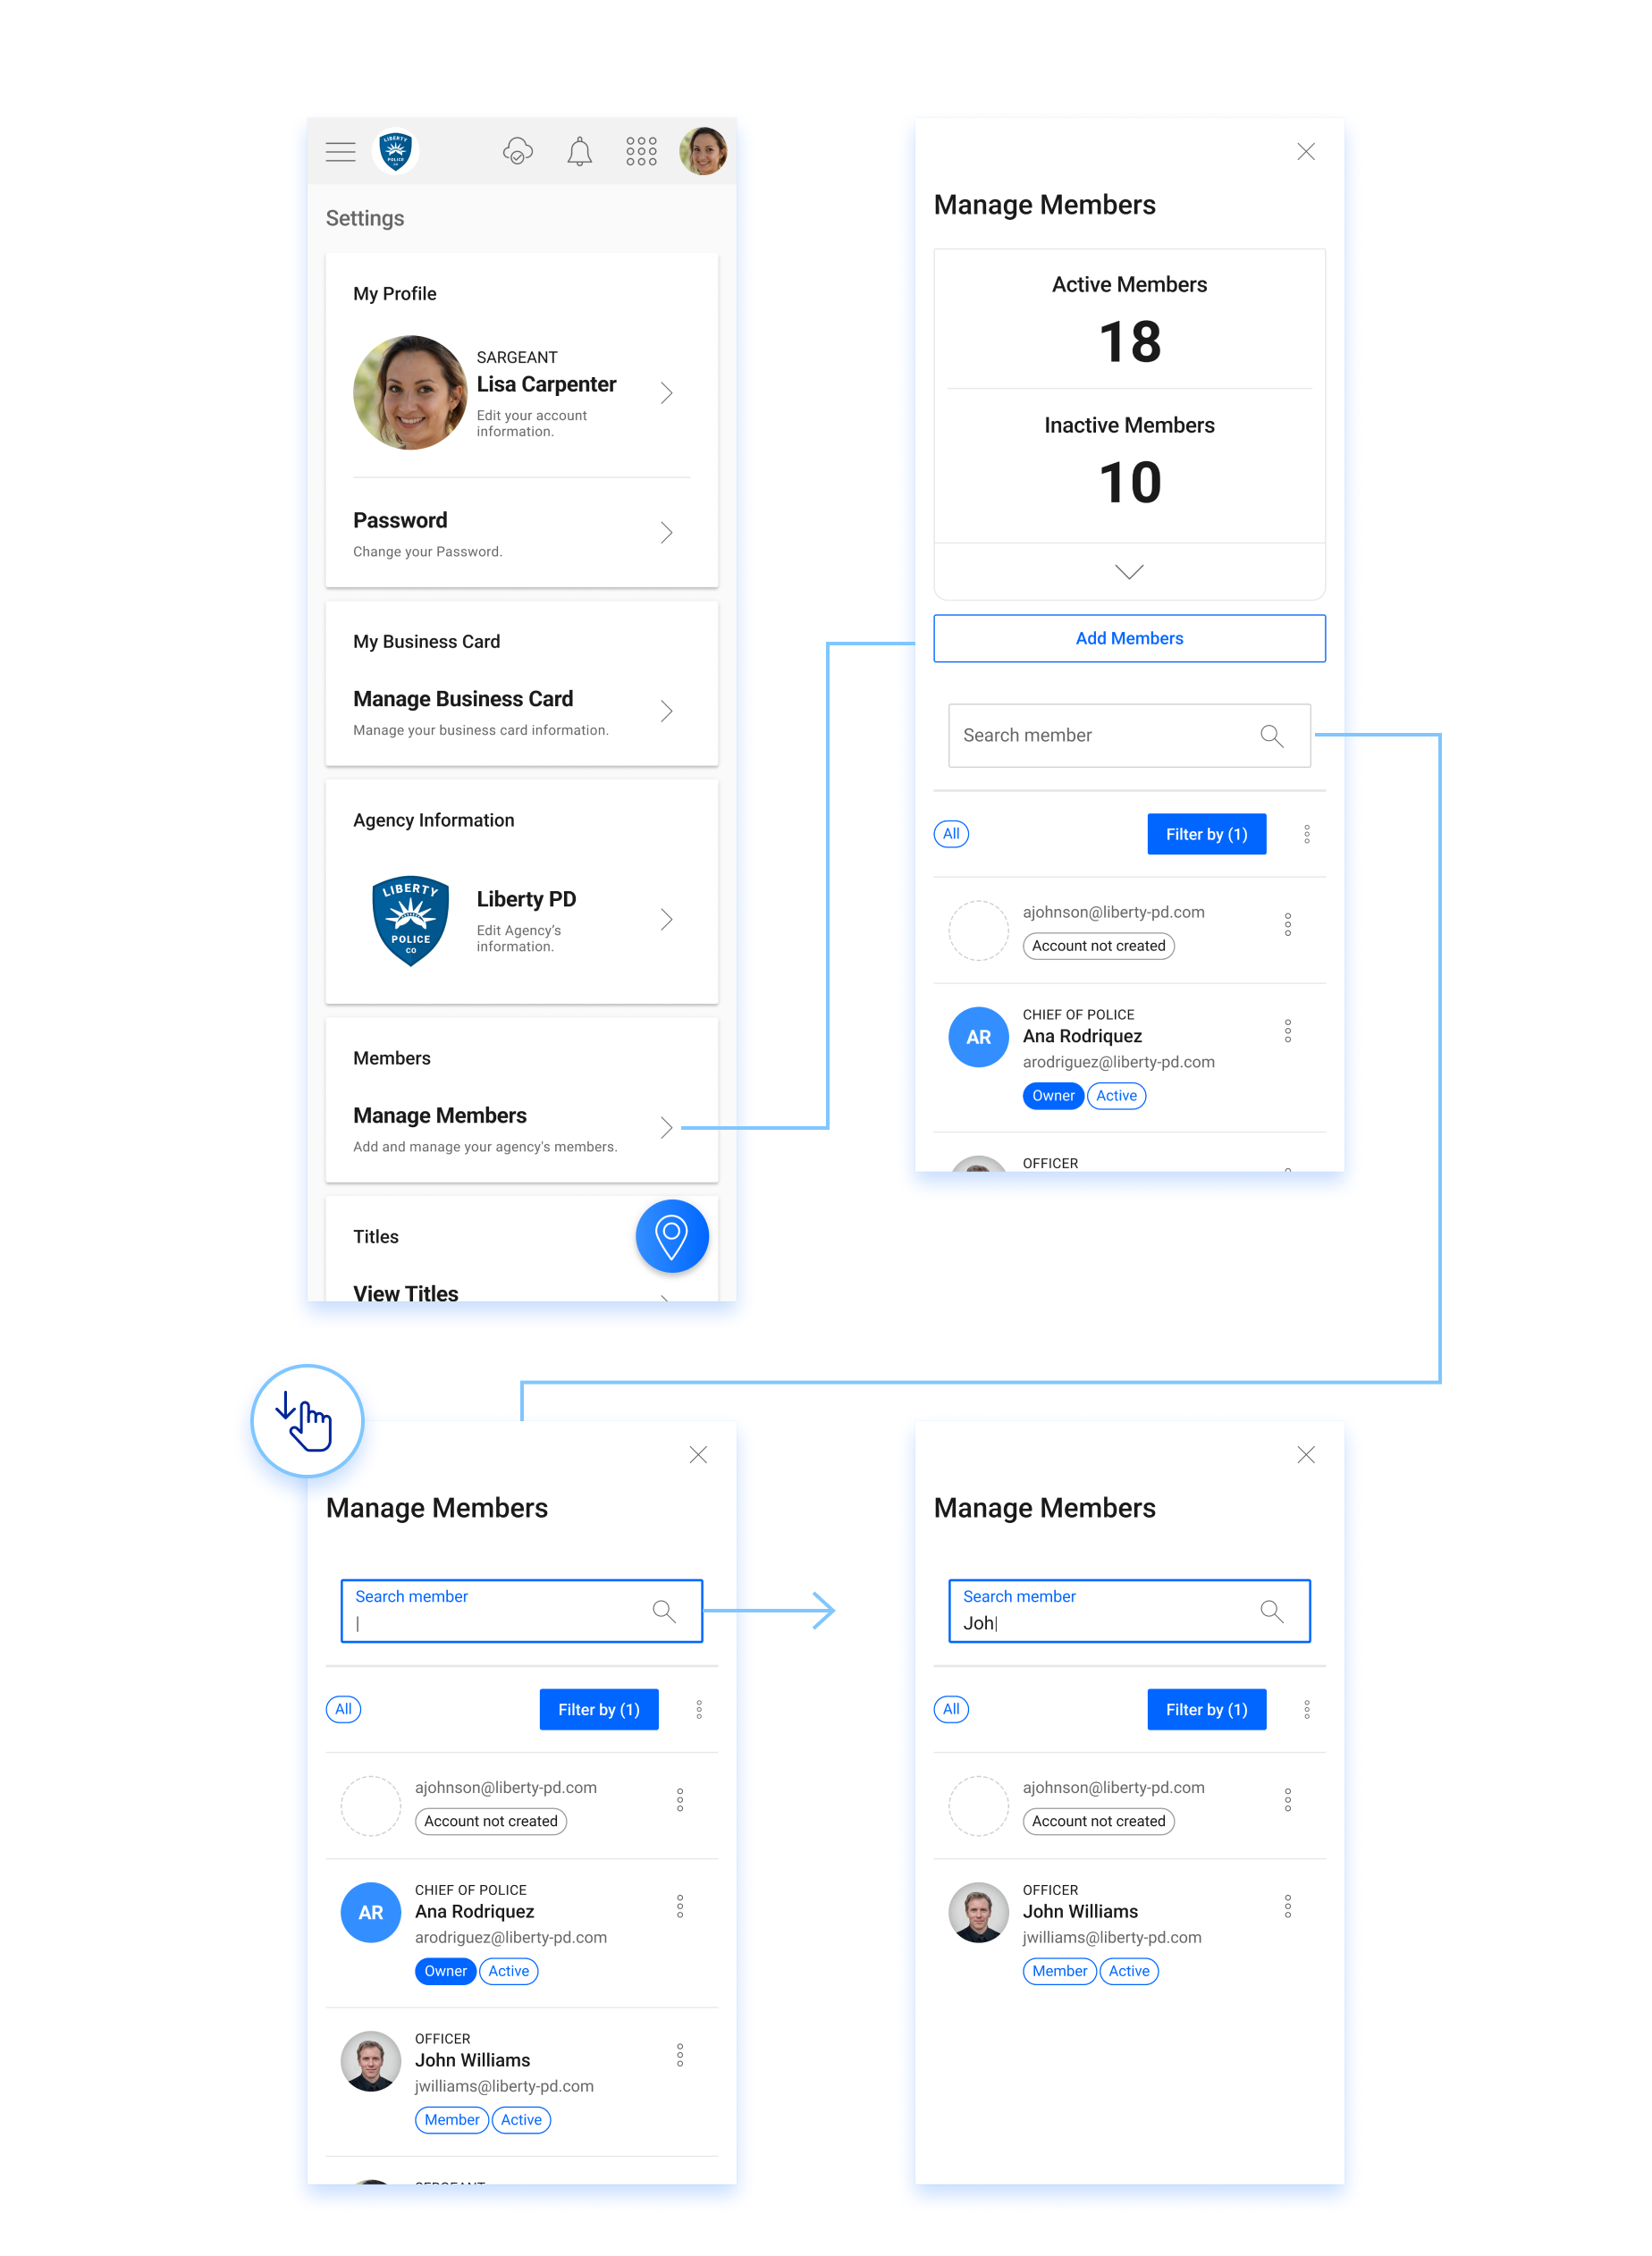 LIBERTY
POLICE
CO
Settings
My Profile
SARGEANT
Lisa Carpenter
Edit your account
information.
Password
Change your Password.
My Business Card
Manage Business Card
Manage your business card information.
Agency Information
LIBERTY
POLICE
CO
Liberty PD
Edit Agency’s
information.
Members
Manage Members
Add and manage your agency's members.
Titles
View Titles
Manage Members
Active Members
18
Inactive Members
10
Add Members
Search member
All
Filter by (1)
ajohnson@liberty-pd.com
Account not created
AR
CHIEF OF POLICE
Ana Rodriquez
arodriguez@liberty-pd.com
Owner Active
OFFICER
Manage Members
Search member
All
Filter by (1)
ajohnson@liberty-pd.com
Account not created
AR
CHIEF OF POLICE
Ana Rodriquez
arodriguez@liberty-pd.com
Owner Active
OFFICER
John Williams
jwilliams@liberty-pd.com
Member Active
Manage Members
Search member
Joh
All
Filter by (1)
ajohnson@liberty-pd.com
Account not created
OFFICER
John Williams
jwilliams@liberty-pd.com
Member Active